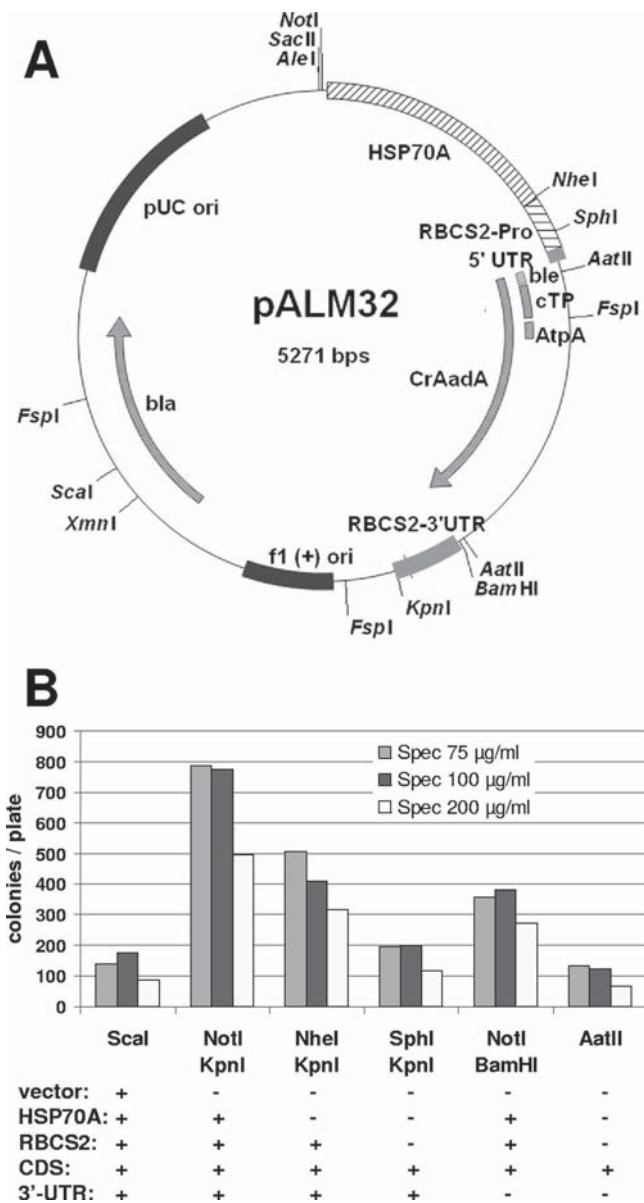 A
NotI
SacII
AleI
HSP70A
NheI
SphI
RBCS2-Pro
AatII
5' UTR
ble
cTP
FspI
AtpA
pUC ori
pALM32
5271 bps
CrAadA
bla
FspI
ScaI
XmnI
RBCS2-3'UTR
f1 (+) ori
AatII
BamHI
KpnI
FspI
B
900
800
700
600
500
400
300
200
100
0
colonies / plate
Spec 75 µg/ml
Spec 100 µg/ml
Spec 200 µg/ml
ScaI NotI NheI SphI NotI AatII
KpnI KpnI KpnI BamHI
vector: + - - - - -
HSP70A: + + - - + -
RBCS2: + + + - + -
CDS: + + + + + +
3'-UTR: + + + + - -